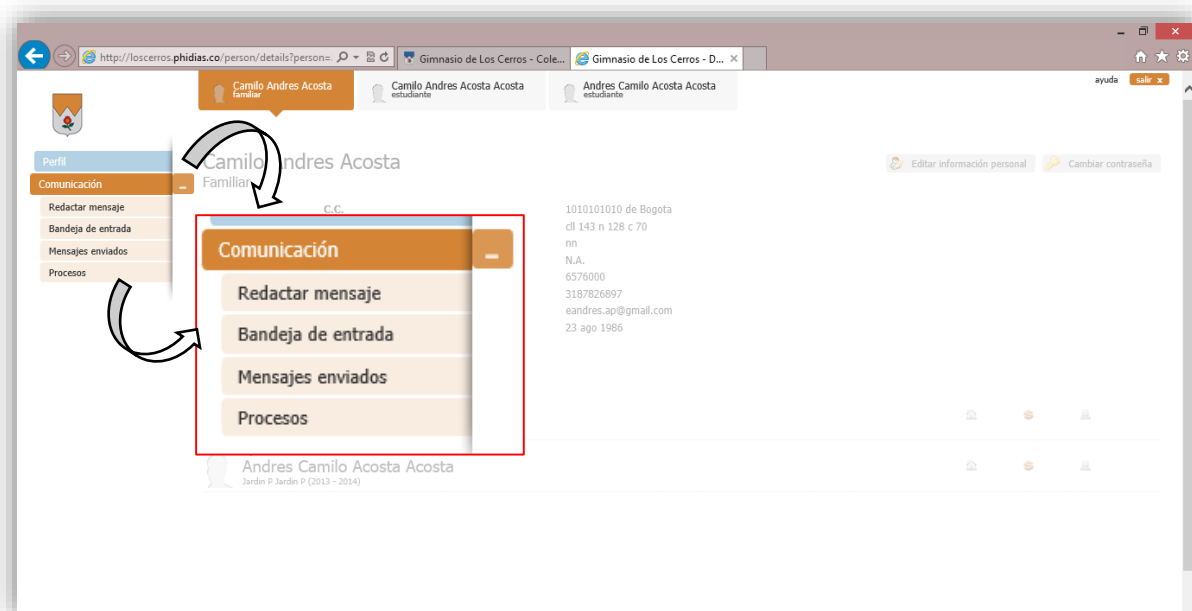 http://loscerros.phidias.co/person/details?person=
Gimnasio de Los Cerros - Cole...
Gimnasio de Los Cerros - D...
Camilo Andres Acosta
familiar
Camilo Andres Acosta Acosta
estudiante
Andres Camilo Acosta Acosta
estudiante
ayuda
salir x
Perfil
Comunicación
Redactar mensaje
Bandeja de entrada
Mensajes enviados
Procesos
Camilo Andres Acosta
Familiar
Editar información personal
Cambiar contraseña
C.C.
1010101010 de Bogota
cll 143 n 128 c 70
nn
N.A.
6576000
3187826897
eandres.ap@gmail.com
23 ago 1986
Comunicación
Redactar mensaje
Bandeja de entrada
Mensajes enviados
Procesos
Andres Camilo Acosta Acosta
Jardin P Jardin P (2013 - 2014)